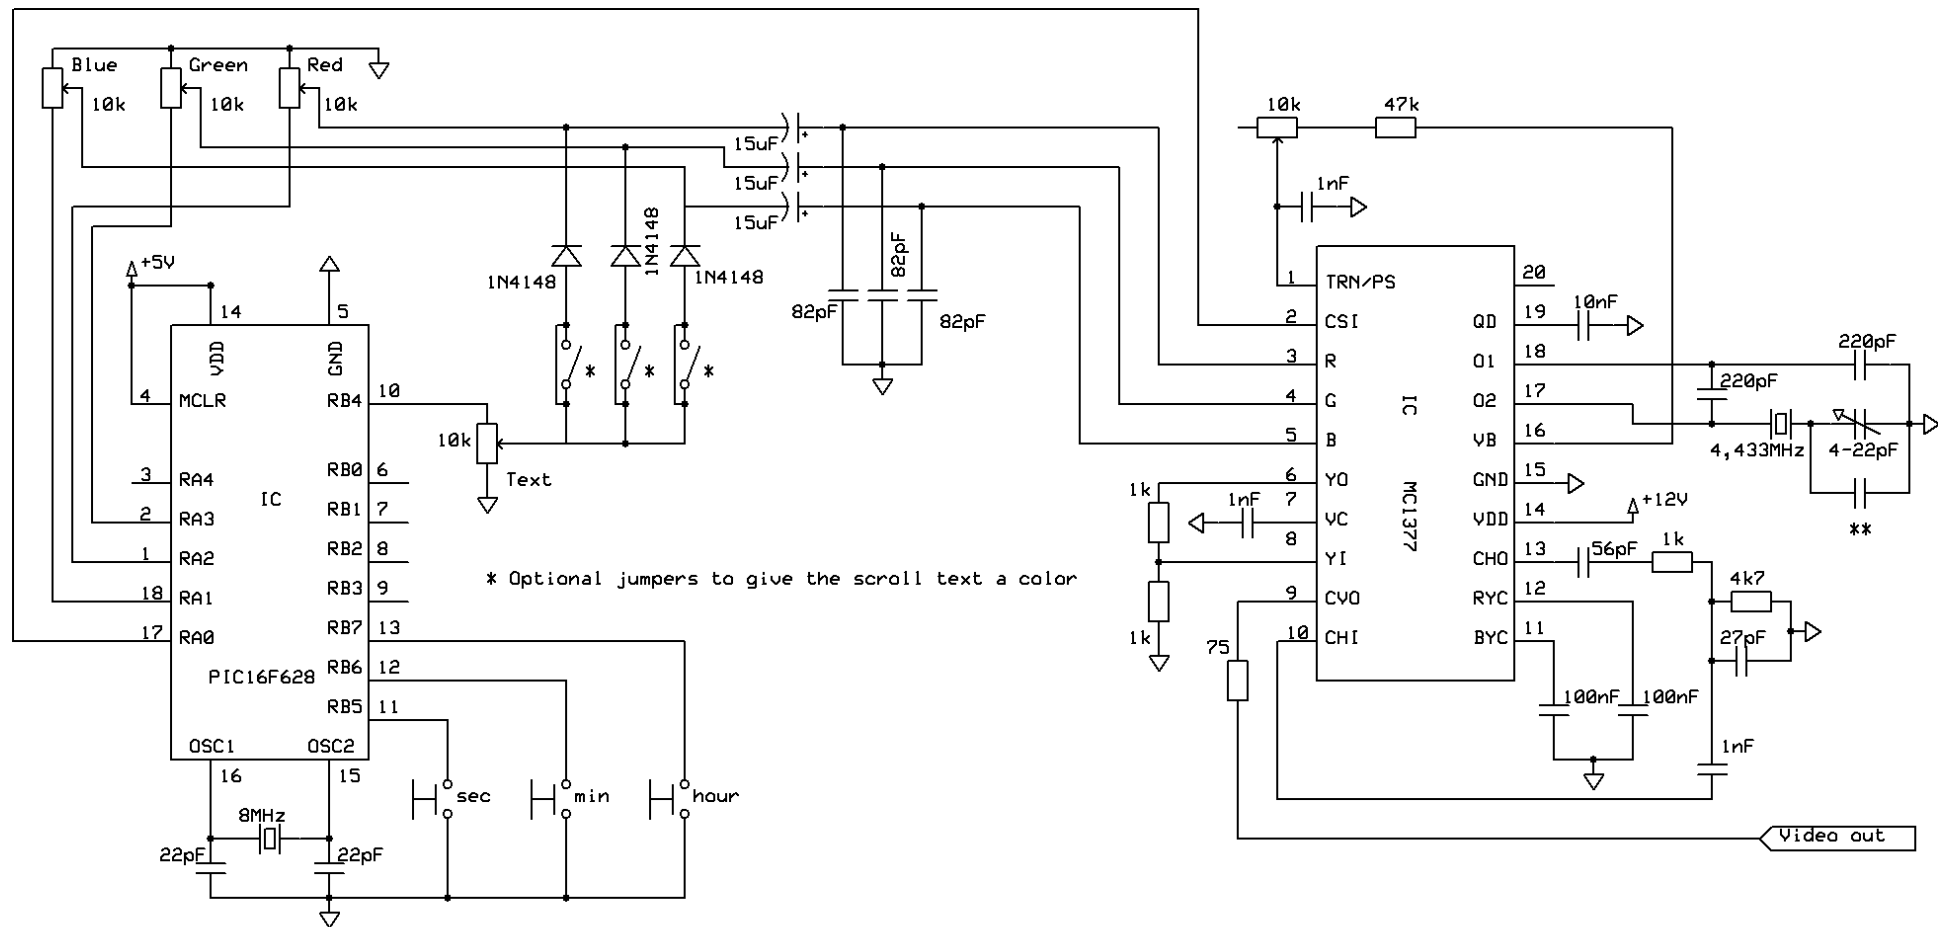 Blue
Green
Red
10k
10k
10k
10k
47k
15uF
15uF
15uF
1nF
1N4148
1N4148
1N4148
82pF
82pF
82pF
+5V
14
5
VDD
GND
4
MCLR
RB4
10
10k
Text
3
RA4
RB0
6
IC
2
RA3
RB1
7
1
RA2
RB2
8
18
RA1
RB3
9
17
RA0
RB7
13
PIC16F628
RB6
12
RB5
11
OSC1
OSC2
16
15
8MHz
22pF
22pF
sec
min
hour
*
*
*
* Optional jumpers to give the scroll text a color
1
TRN/PS
20
2
CSI
QD
19
10nF
3
R
O1
18
220pF
220pF
4
G
IC
O2
17
5
B
VB
16
4,433MHz
4-22pF
6
YO
GND
15
**
1k
1nF
7
VC
MC1377
VDD
14
+12V
8
YI
CHO
13
56pF
1k
9
CVO
RYC
12
4k7
1k
10
CHI
BYC
11
27pF
75
100nF
100nF
1nF
Video out